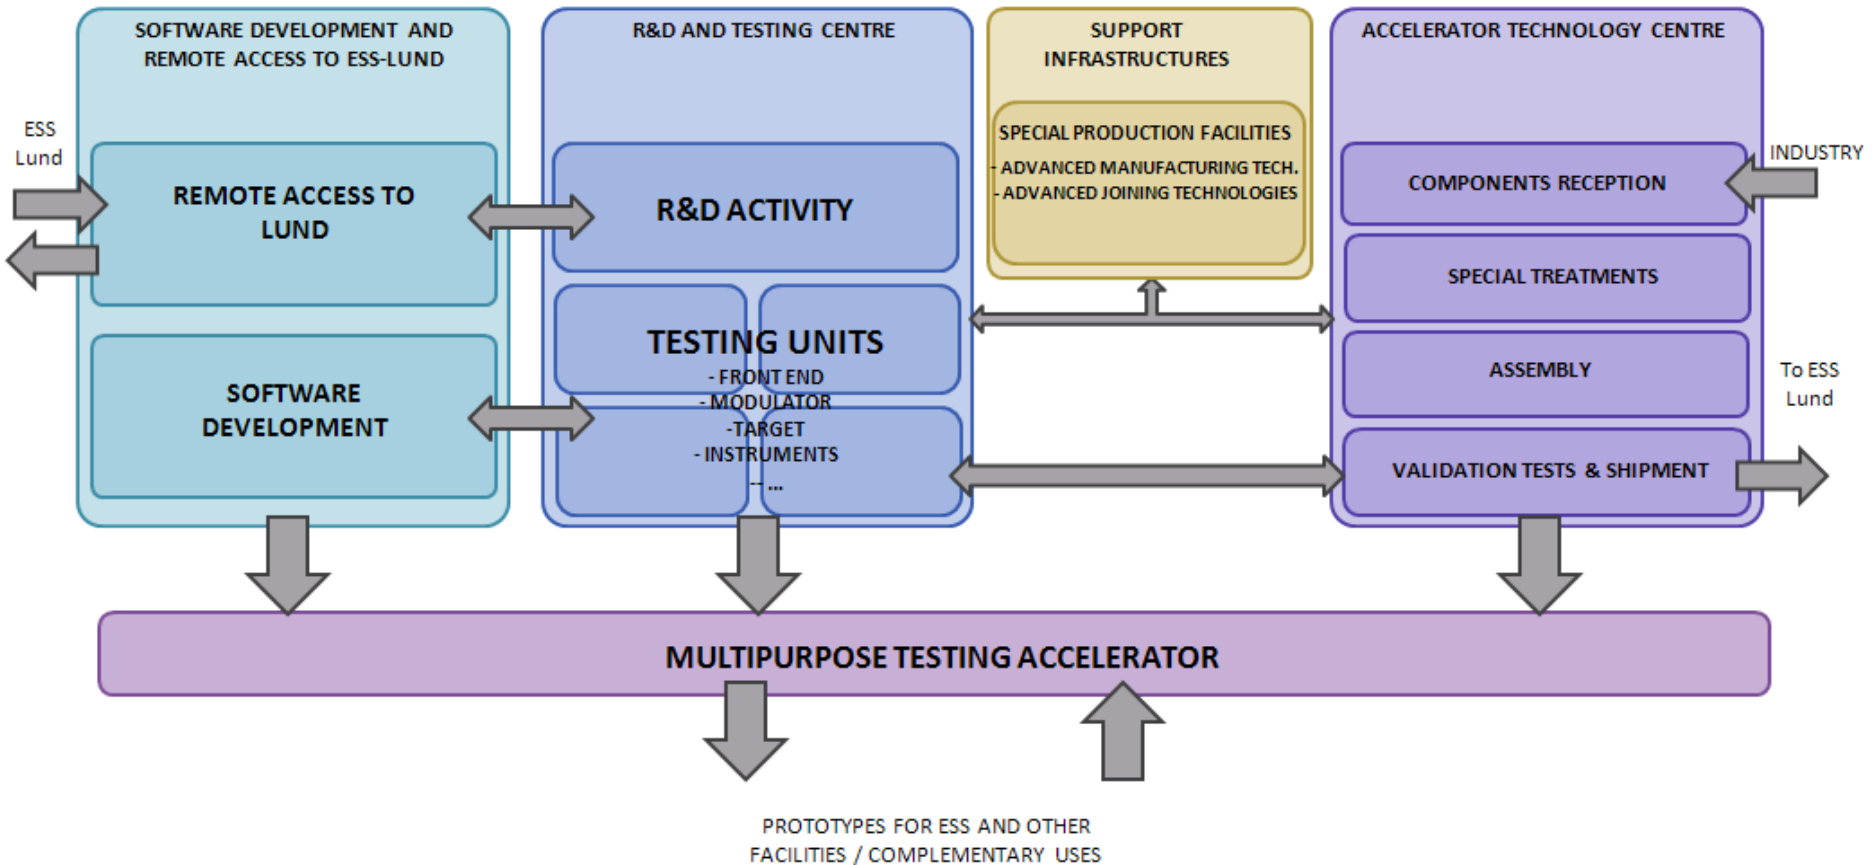 SOFTWARE DEVELOPMENT AND
REMOTE ACCESS TO ESS-LUND
R&D AND TESTING CENTRE
SUPPORT
INFRASTRUCTURES
ACCELERATOR TECHNOLOGY CENTRE
ESS
Lund
REMOTE ACCESS TO
LUND
SOFTWARE
DEVELOPMENT
R&D ACTIVITY
TESTING UNITS
- FRONT END
- MODULATOR
-TARGET
- INSTRUMENTS
-- ...
SPECIAL PRODUCTION FACILITIES
- ADVANCED MANUFACTURING TECH.
- ADVANCED JOINING TECHNOLOGIES
COMPONENTS RECEPTION
SPECIAL TREATMENTS
ASSEMBLY
VALIDATION TESTS & SHIPMENT
INDUSTRY
To ESS
Lund
MULTIPURPOSE TESTING ACCELERATOR
PROTOTYPES FOR ESS AND OTHER
FACILITIES / COMPLEMENTARY USES